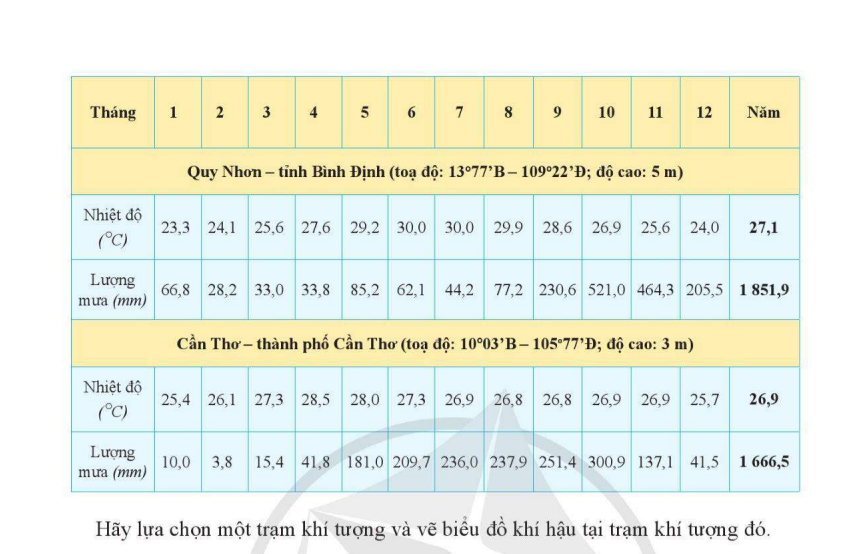 Tháng 1 2 3 4 5 6 7 8 9 10 11 12 Năm
Quy Nhơn – tỉnh Bình Định (toạ độ: 13°77’B – 109°22’Đ; độ cao: 5 m)
Nhiệt độ
(°C)
23,3 24,1 25,6 27,6 29,2 30,0 30,0 29,9 28,6 26,9 25,6 24,0 27,1
Lượng
mưa (mm)
66,8 28,2 33,0 33,8 85,2 62,1 44,2 77,2 230,6 521,0 464,3 205,5 1 851,9
Cần Thơ – thành phố Cần Thơ (toạ độ: 10°03’B – 105°77’Đ; độ cao: 3 m)
Nhiệt độ
(°C)
25,4 26,1 27,3 28,5 28,0 27,3 26,9 26,8 26,8 26,9 26,9 25,7 26,9
Lượng
mưa (mm)
10,0 3,8 15,4 41,8 181,0 209,7 236,0 237,9 251,4 300,9 137,1 41,5 1 666,5
Hãy lựa chọn một trạm khí tượng và vẽ biểu đồ khí hậu tại trạm khí tượng đó.